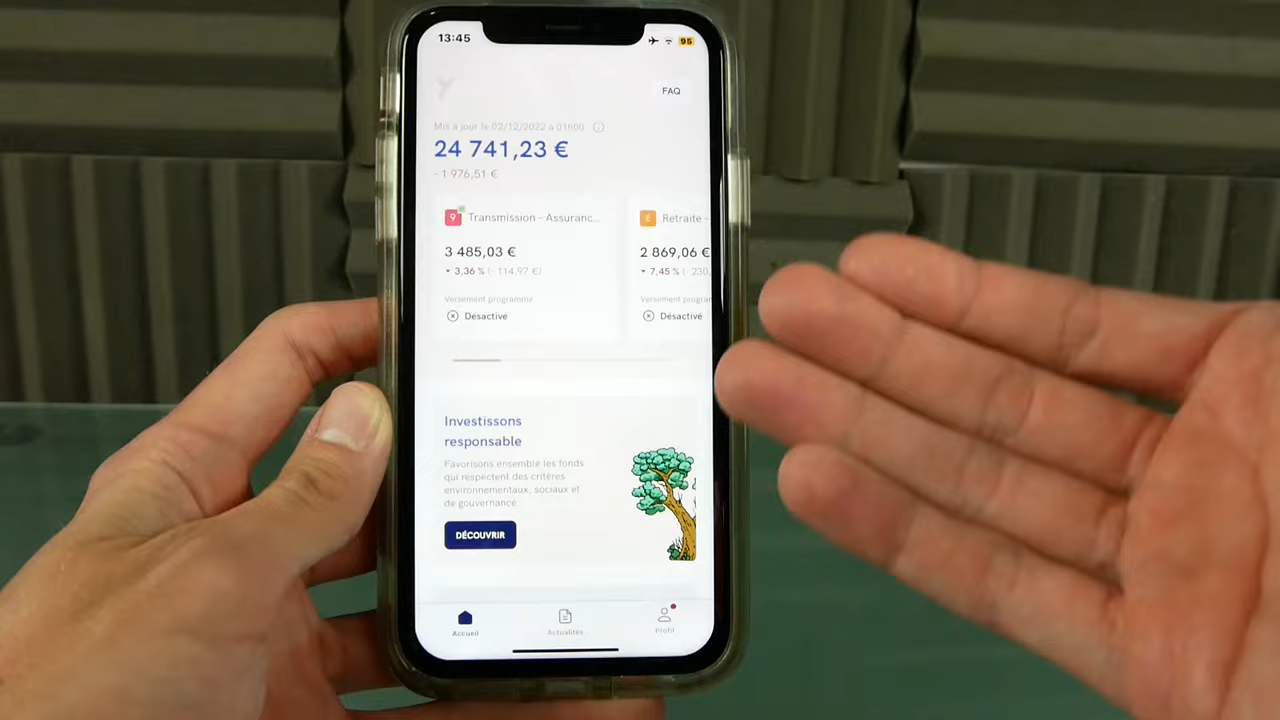 13:45
95
FAQ
Mis à jour le 02/12/2022 à 01h00
24 741,23 €
- 1 976,51 €
9
Transmission - Assuranc...
3 485,03 €
3,36 % (- 114,97 €)
Versement programmé
Désactivé
Retraite -
2 869,06 €
7,45 % (- 230,
Versement program
Désactivé
Investissons
responsable
Favorisons ensemble les fonds
qui respectent des critères
environnementaux, sociaux et
de gouvernance.
DÉCOUVRIR
Accueil
Actualités
Profil